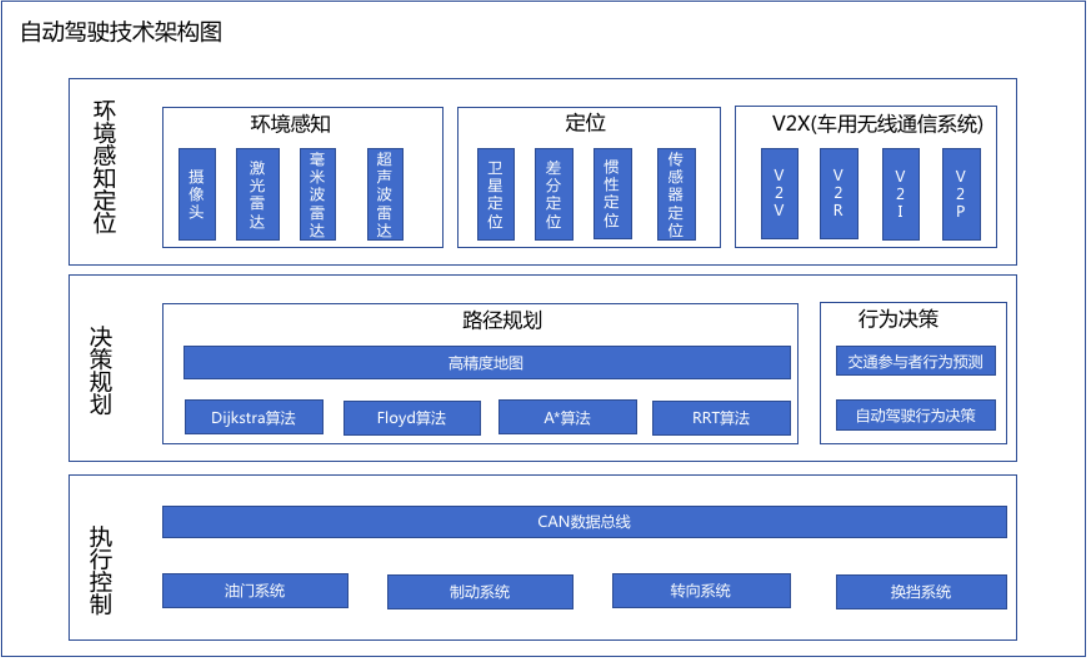 自动驾驶技术架构图
环境感知定位
环境感知
摄像头
激光雷达
毫米波雷达
超声波雷达
定位
卫星定位
差分定位
惯性定位
传感器定位
V2X(车用无线通信系统)
V2V
V2R
V2I
V2P
决策规划
路径规划
高精度地图
Dijkstra算法
Floyd算法
A*算法
RRT算法
行为决策
交通参与者行为预测
自动驾驶行为决策
执行控制
CAN数据总线
油门系统
制动系统
转向系统
换挡系统